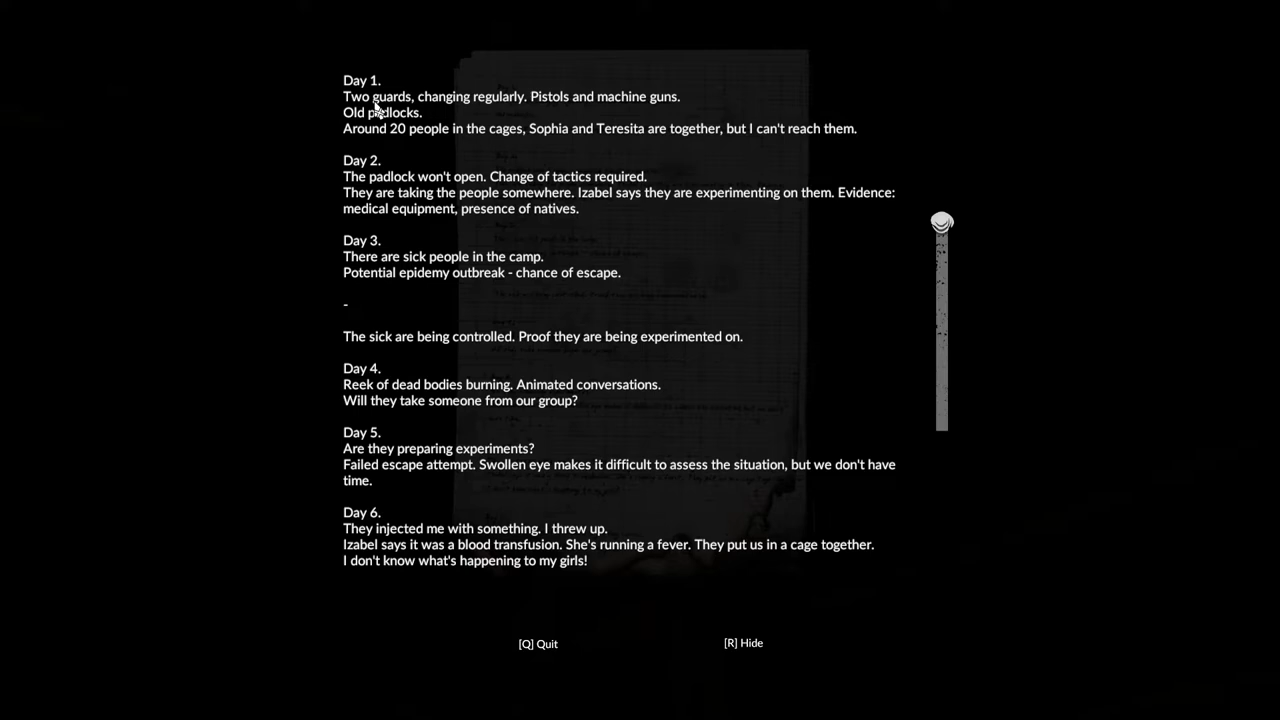 Day 1.
Two guards, changing regularly. Pistols and machine guns.
Old padlocks.
Around 20 people in the cages, Sophia and Teresita are together, but I can't reach them.
Day 2.
The padlock won't open. Change of tactics required.
They are taking the people somewhere. Izabel says they are experimenting on them. Evidence:
medical equipment, presence of natives.
Day 3.
There are sick people in the camp.
Potential epidemy outbreak - chance of escape.
-
The sick are being controlled. Proof they are being experimented on.
Day 4.
Reek of dead bodies burning. Animated conversations.
Will they take someone from our group?
Day 5.
Are they preparing experiments?
Failed escape attempt. Swollen eye makes it difficult to assess the situation, but we don't have
time.
Day 6.
They injected me with something. I threw up.
Izabel says it was a blood transfusion. She's running a fever. They put us in a cage together.
I don't know what's happening to my girls!
[Q] Quit
[R] Hide